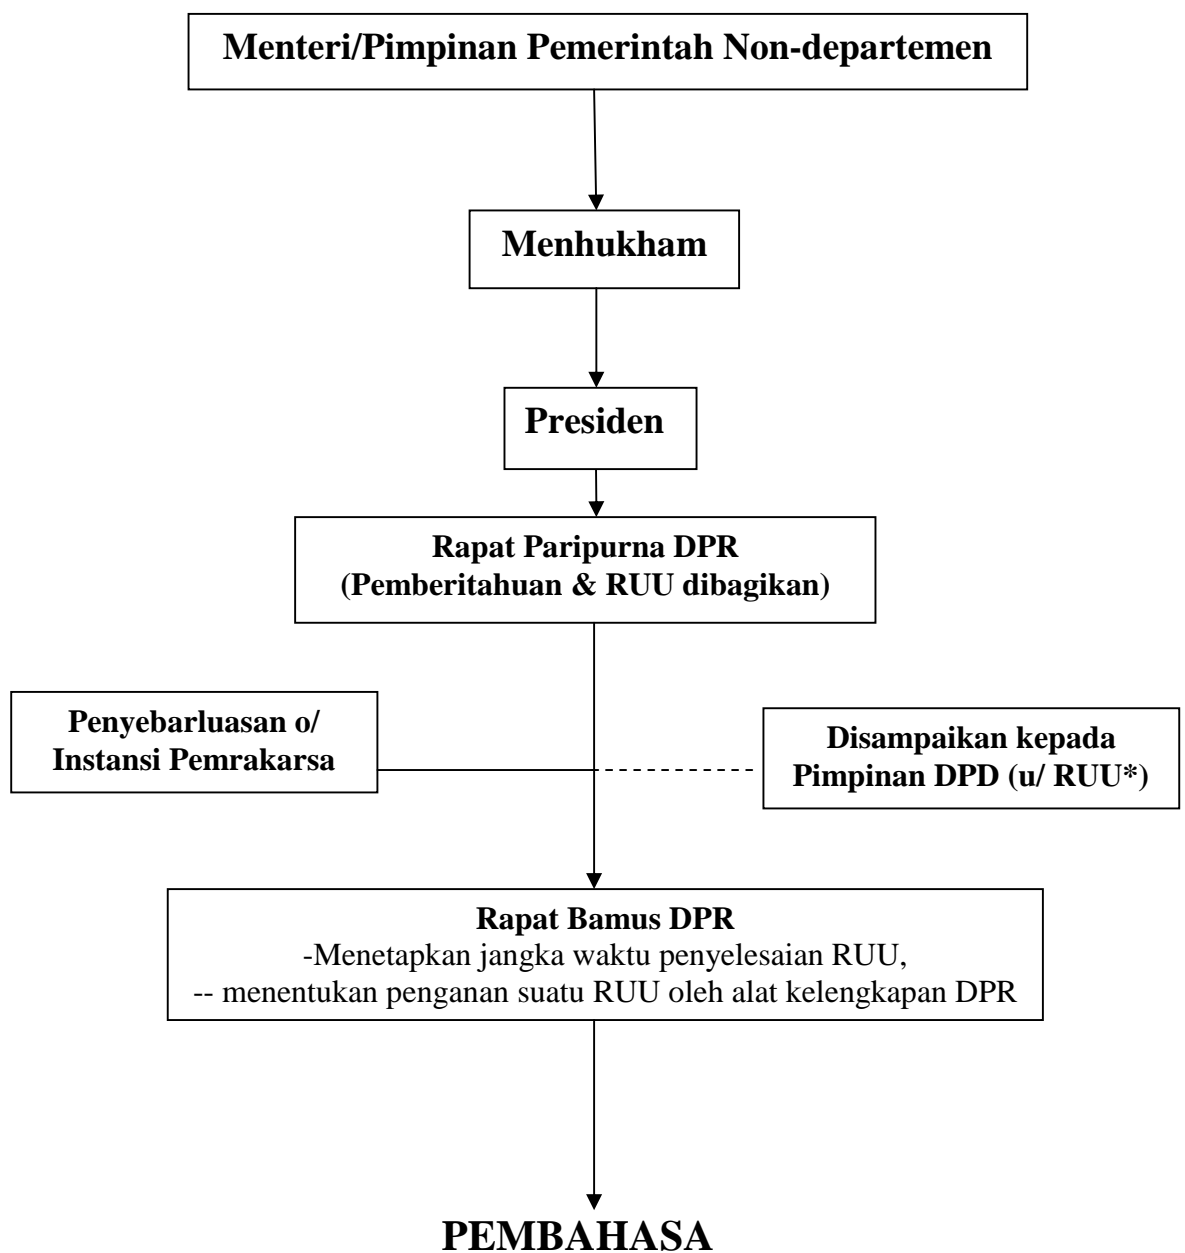 Menteri/Pimpinan Pemerintah Non-departemen
Menhukham
Presiden
Rapat Paripurna DPR
(Pemberitahuan & RUU dibagikan)
Penyebarluasan o/
Instansi Pemrakarsa
Disampaikan kepada
Pimpinan DPD (u/ RUU*)
Rapat Bamus DPR
-Menetapkan jangka waktu penyelesaian RUU,
-- menentukan penganan suatu RUU oleh alat kelengkapan DPR
PEMBAHASA